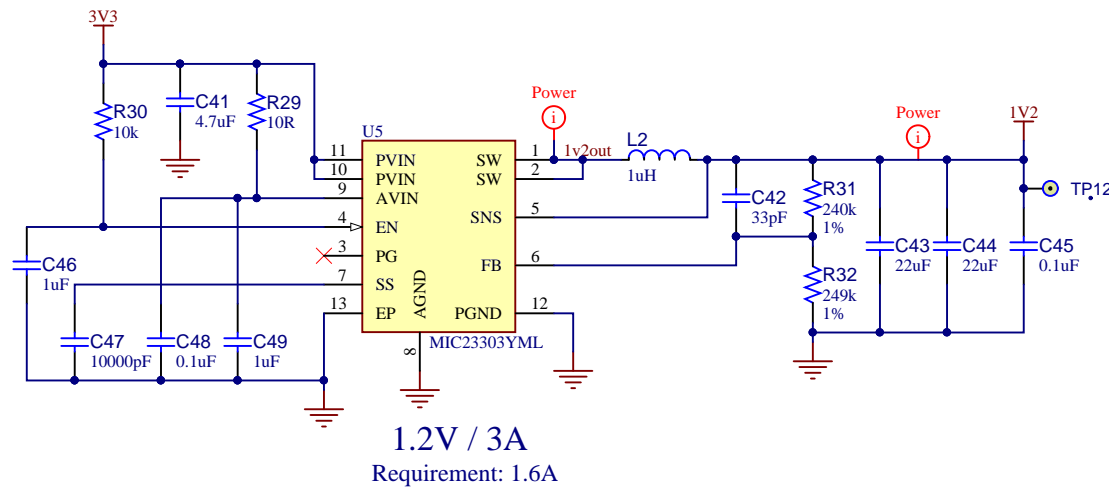 3V3
R30
10k
C41
4.7uF
R29
10R
U5
MIC23303YML
11
PVIN
10
PVIN
9
AVIN
4
EN
3
PG
7
SS
13
EP
8
AGND
SW
1
SW
2
SNS
5
FB
6
PGND
12
Power
i
1v2out
L2
1uH
C42
33pF
R31
240k
1%
R32
249k
1%
Power
i
1V2
TP12
C43
22uF
C44
22uF
C45
0.1uF
C46
1uF
C47
10000pF
C48
0.1uF
C49
1uF
1.2V / 3A
Requirement: 1.6A